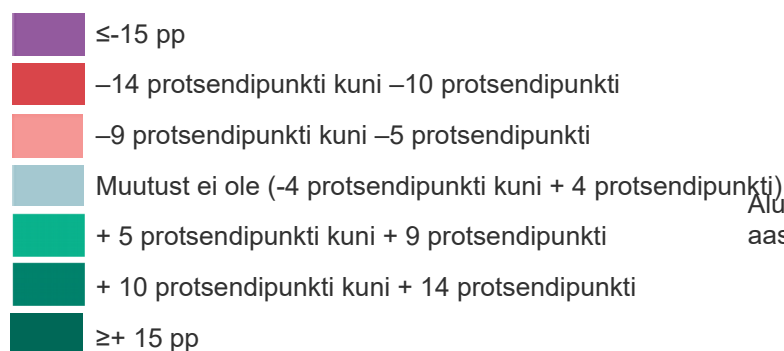 ≤-15 pp
–14 protsendipunkti kuni –10 protsendipunkti
–9 protsendipunkti kuni –5 protsendipunkti
Muutust ei ole (-4 protsendipunkti kuni + 4 protsendipunkti)
+ 5 protsendipunkti kuni + 9 protsendipunkti
+ 10 protsendipunkti kuni + 14 protsendipunkti
≥+ 15 pp